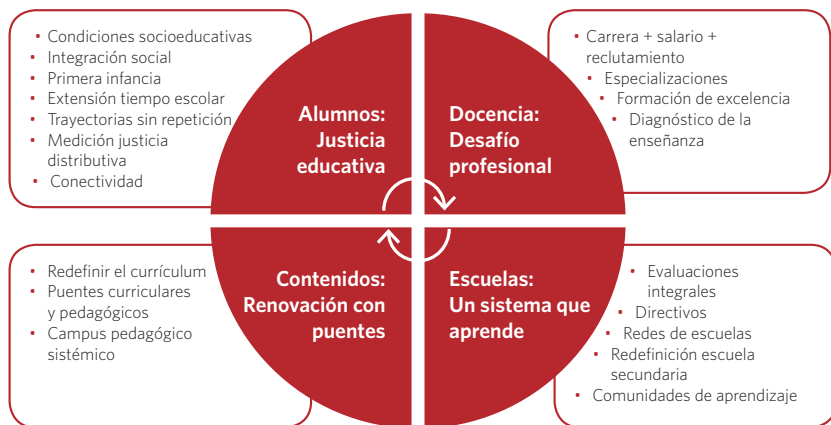 • Condiciones socioeducativas
• Integración social
• Primera infancia
• Extensión tiempo escolar
• Trayectorias sin repetición
• Medición justicia
distributiva
• Conectividad
Alumnos:
Justicia
educativa
Docencia:
Desafío
profesional
• Carrera + salario +
reclutamiento
• Especializaciones
• Formación de excelencia
• Diagnóstico de la
enseñanza
• Redefinir el currículum
• Puentes curriculares
y pedagógicos
• Campus pedagógico
sistémico
Contenidos:
Renovación con
puentes
Escuelas:
Un sistema que
aprende
• Evaluaciones
integrales
• Directivos
• Redes de escuelas
• Redefinición escuela
secundaria
• Comunidades de aprendizaje